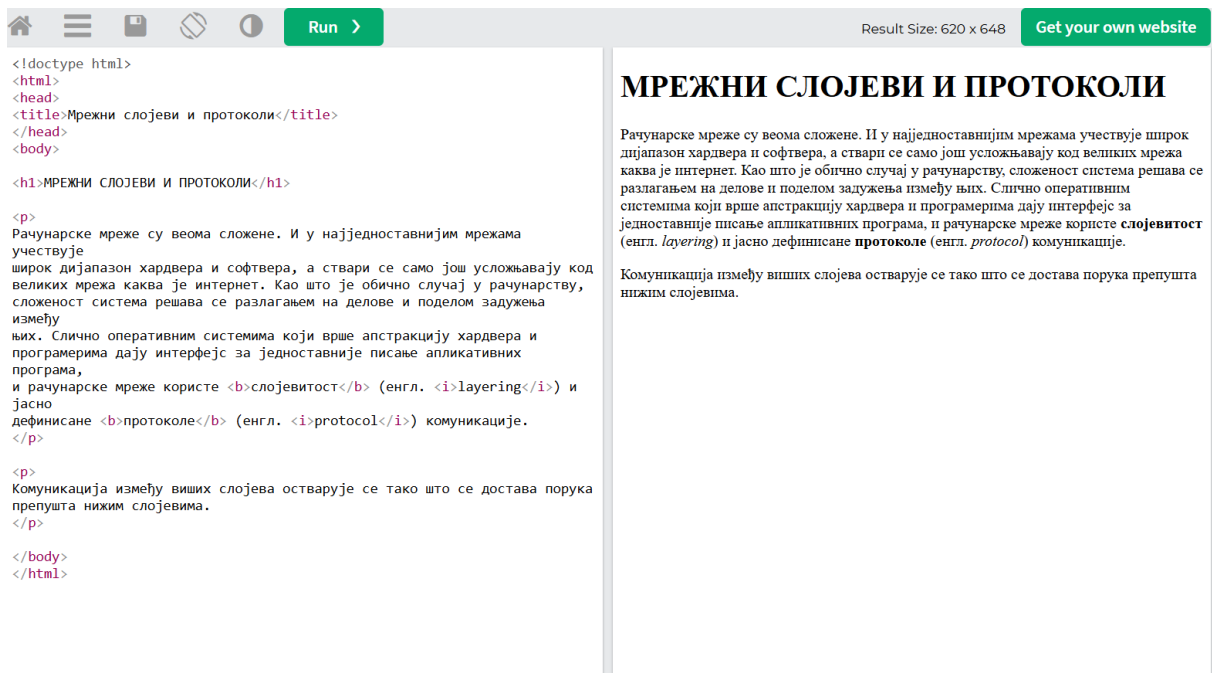 Run ❯
Result Size: 620 x 648
Get your own website
<!doctype html>
<html>
<head>
<title>Мрежни слојеви и протоколи</title>
</head>
<body>
<h1>МРЕЖНИ СЛОЈЕВИ И ПРОТОКОЛИ</h1>
<p>
Рачунарске мреже су веома сложене. И у најједноставнијим мрежама
учествује
широк дијапазон хардвера и софтвера, а ствари се само још усложњавају код
великих мрежа каква је интернет. Као што је обично случај у рачунарству,
сложеност система решава се разлагањем на делове и поделом задужења
између
њих. Слично оперативним системима који врше апстракцију хардвера и
програмерима дају интерфејс за једноставније писање апликативних
програма,
и рачунарске мреже користе <b>слојевитост</b> (енгл. <i>layering</i>) и
јасно
дефинисане <b>протоколе</b> (енгл. <i>protocol</i>) комуникације.
</p>
<p>
Комуникација између виших слојева остварује се тако што се достава порука
препушта нижим слојевима.
</p>
</body>
</html>
МРЕЖНИ СЛОЈЕВИ И ПРОТОКОЛИ
Рачунарске мреже су веома сложене. И у најједноставнијим мрежама учествује широк
дијапазон хардвера и софтвера, а ствари се само још усложњавају код великих мрежа
каква је интернет. Као што је обично случај у рачунарству, сложеност система решава се
разлагањем на делове и поделом задужења између њих. Слично оперативним
системима који врше апстракцију хардвера и програмерима дају интерфејс за
једноставније писање апликативних програма, и рачунарске мреже користе слојевитост
(енгл. layering) и јасно дефинисане протоколе (енгл. protocol) комуникације.
Комуникација између виших слојева остварује се тако што се достава порука препушта
нижим слојевима.